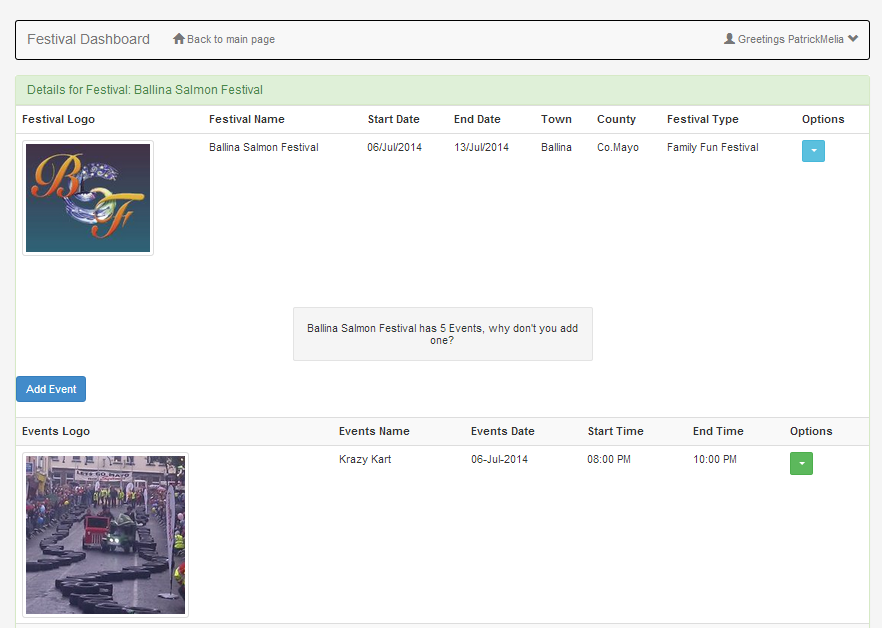 Festival Dashboard Back to main page Greetings PatrickMelia
Details for Festival: Ballina Salmon Festival
Festival Logo Festival Name Start Date End Date Town County Festival Type Options
Ballina Salmon Festival 06/Jul/2014 13/Jul/2014 Ballina Co.Mayo Family Fun Festival
BSF
Ballina Salmon Festival has 5 Events, why don't you add
one?
Add Event
Events Logo Events Name Events Date Start Time End Time Options
Krazy Kart 06-Jul-2014 08:00 PM 10:00 PM
LETS GO MAYO